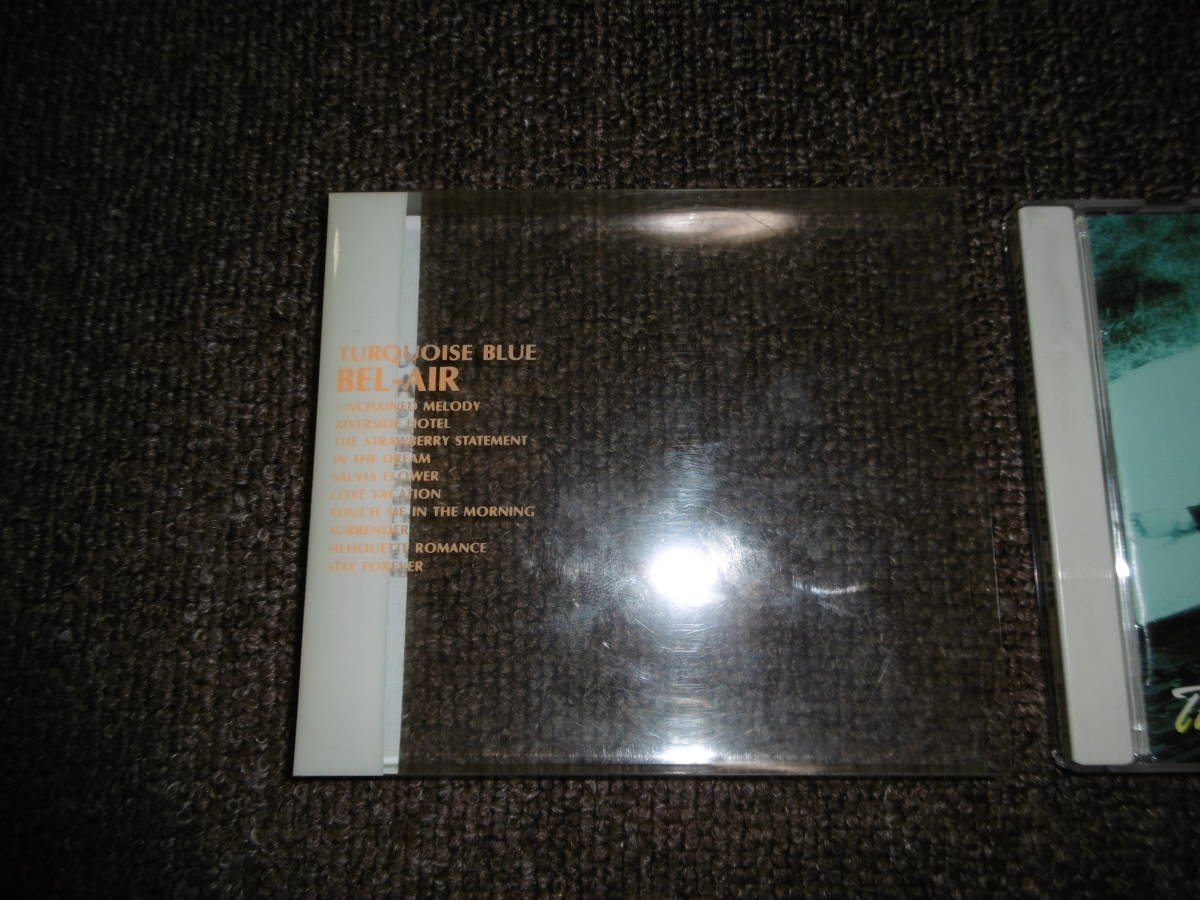 TURQUOISE BLUE
BEL-AIR
UNCHAINED MELODY
RIVERSIDE HOTEL
THE STRAWBERRY STATEMENT
IN THE DREAM
SALVIA FLOWER
LOVE VACATION
TOUCH ME IN THE MORNING
SURRENDER
SILHOUETTE ROMANCE
STAY FOREVER